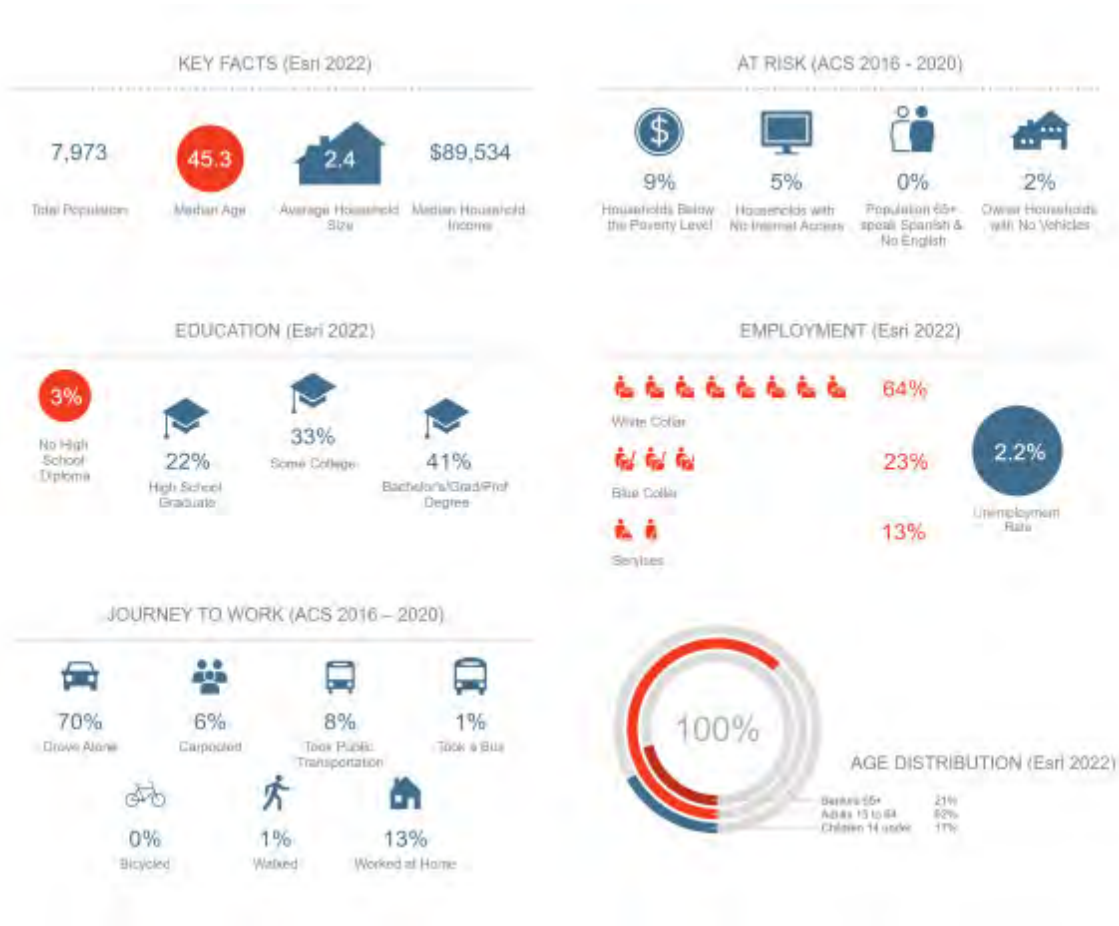 KEY FACTS (Esri 2022)
7,973
Total Population
45.3
Median Age
2.4
Average Household
Size
$89,534
Median Household
Income
AT RISK (ACS 2016 - 2020)
9%
Households Below
the Poverty Level
5%
Households with
No Internet Access
0%
Population 65+
speak Spanish &
No English
2%
Owner Households
with No Vehicles
EDUCATION (Esri 2022)
3%
No High
School
Diploma
22%
High School
Graduate
33%
Some College
41%
Bachelor's/Grad/Prof
Degree
EMPLOYMENT (Esri 2022)
64%
White Collar
23%
Blue Collar
13%
Services
2.2%
Unemployment
Rate
JOURNEY TO WORK (ACS 2016 – 2020)
70%
Drove Alone
6%
Carpooled
8%
Took Public
Transportation
1%
Took a Bus
0%
Bicycled
1%
Walked
13%
Worked at Home
100%
AGE DISTRIBUTION (Esri 2022)
Seniors 65+ 21%
Adults 15 to 64 62%
Children 14 under 17%